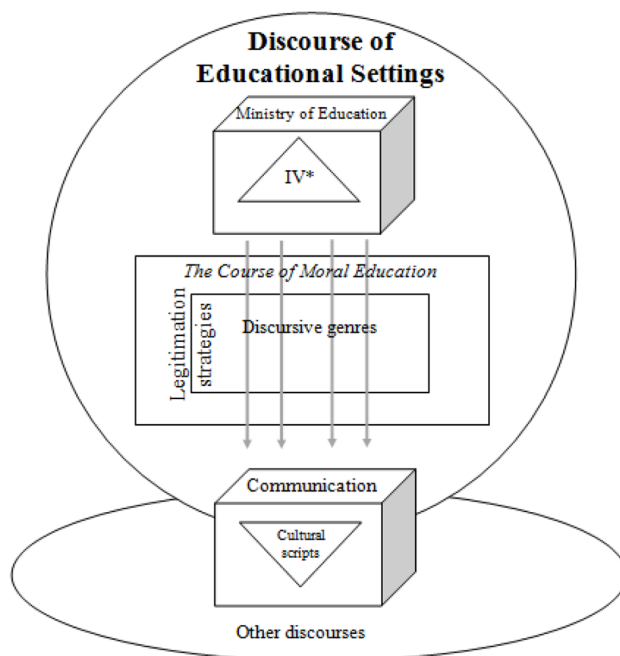 Discourse of
Educational Settings
Ministry of Education
IV*
The Course of Moral Education
Legitimation
strategies
Discursive genres
Communication
Cultural
scripts
Other discourses